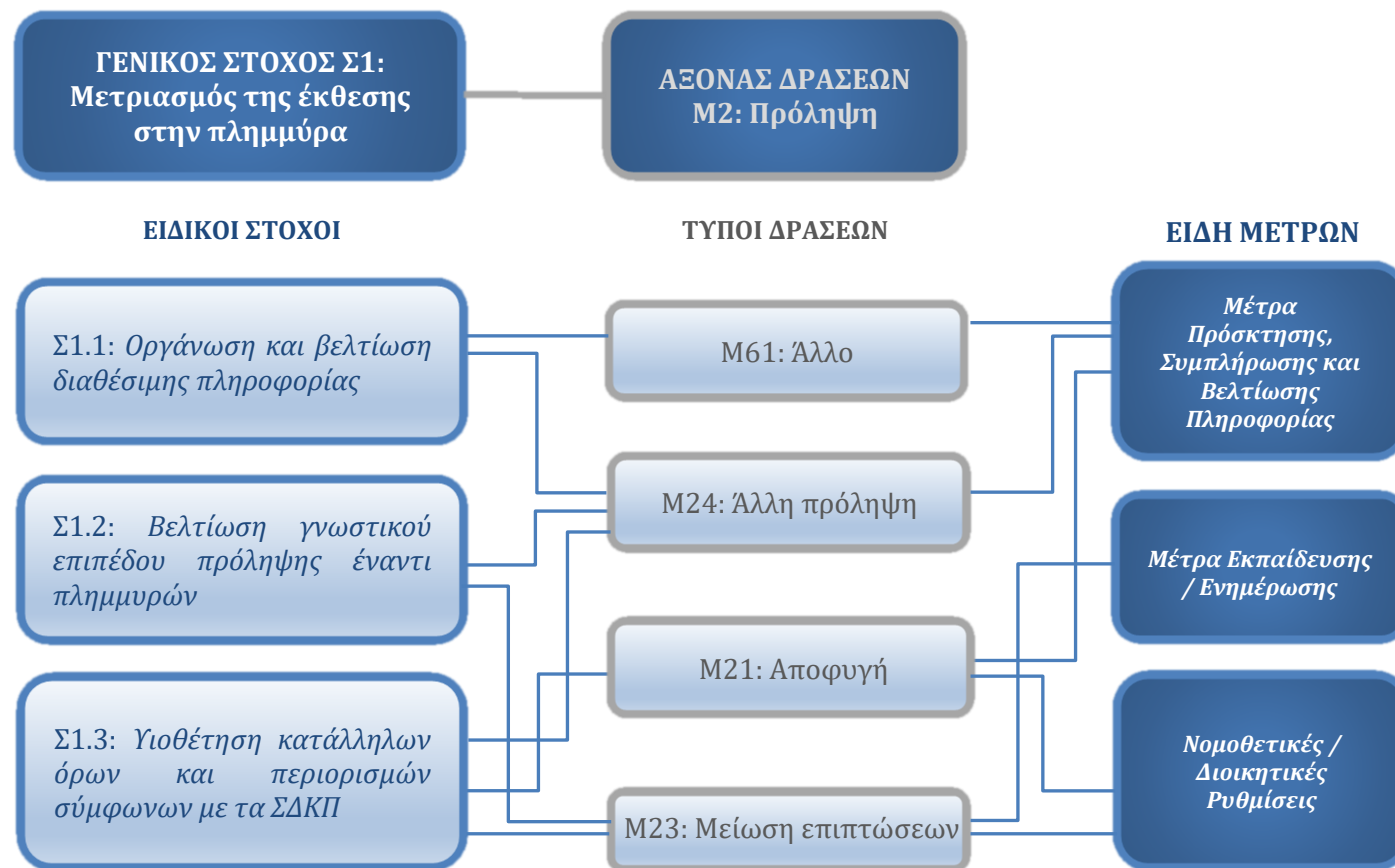 ΓΕΝΙΚΟΣ ΣΤΟΧΟΣ Σ1:
Μετριασμός της έκθεσης
στην πλημμύρα
ΑΞΟΝΑΣ ΔΡΑΣΕΩΝ
Μ2: Πρόληψη
ΕΙΔΙΚΟΙ ΣΤΟΧΟΙ
ΤΥΠΟΙ ΔΡΑΣΕΩΝ
ΕΙΔΗ ΜΕΤΡΩΝ
Σ1.1: Οργάνωση και βελτίωση
διαθέσιμης πληροφορίας
Σ1.2: Βελτίωση γνωστικού
επιπέδου πρόληψης έναντι
πλημμυρών
Σ1.3: Υιοθέτηση κατάλληλων
όρων και περιορισμών
σύμφωνων με τα ΣΔΚΠ
Μ61: Άλλο
Μ24: Άλλη πρόληψη
Μ21: Αποφυγή
Μ23: Μείωση επιπτώσεων
Μέτρα
Πρόσκτησης,
Συμπλήρωσης και
Βελτίωσης
Πληροφορίας
Μέτρα Εκπαίδευσης
/ Ενημέρωσης
Νομοθετικές /
Διοικητικές
Ρυθμίσεις